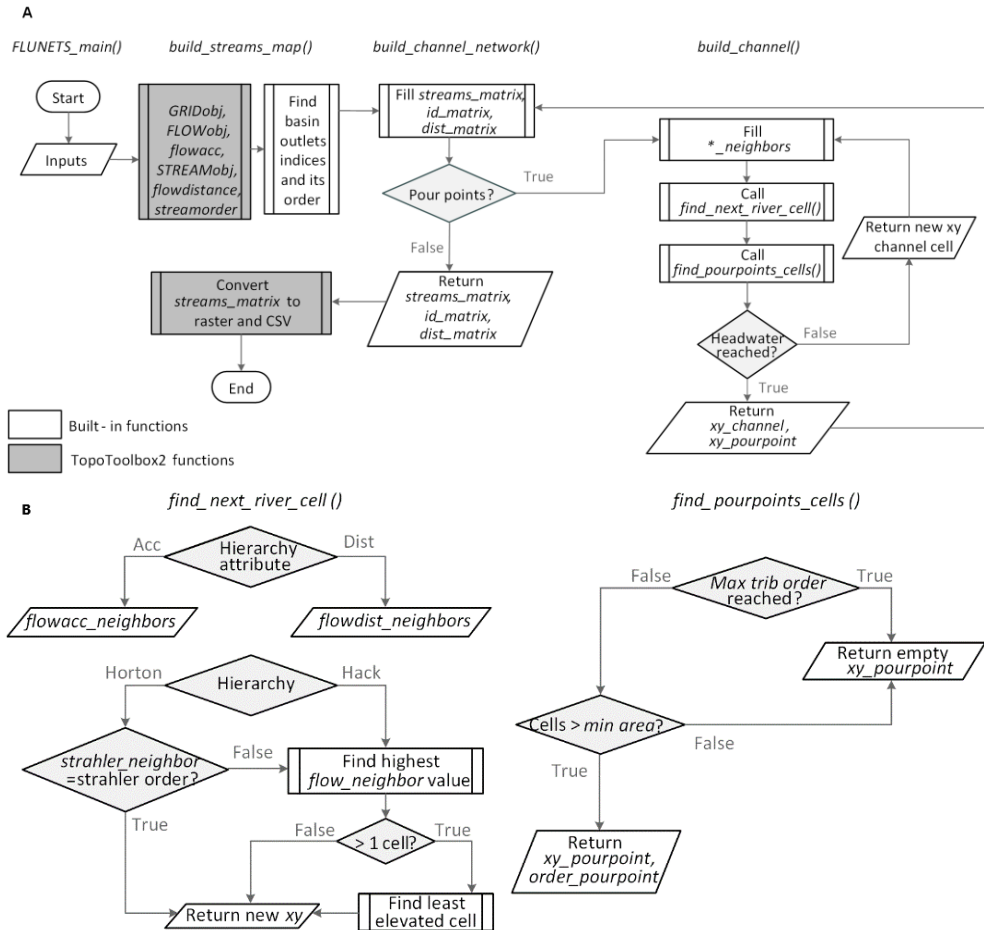 A
FLUNETS_main()
build_streams_map()
build_channel_network()
build_channel()
Start
Inputs
GRIDobj,
FLOWobj,
flowacc,
STREAMobj,
flowdistance,
streamorder
Find
basin
outlets
indices
and its
order
Fill streams_matrix,
id_matrix,
dist_matrix
Pour points?
True
False
Return
streams_matrix,
id_matrix,
dist_matrix
Convert
streams_matrix to
raster and CSV
End
Fill
*_neighbors
Call
find_next_river_cell()
Call
find_pourpoints_cells()
Headwater
reached?
False
True
Return new xy
channel cell
Return
xy_channel,
xy_pourpoint
Built-in functions
TopoToolbox2 functions
B
find_next_river_cell()
Acc
Hierarchy
attribute
Dist
flowacc_neighbors
flowdist_neighbors
Horton
Hierarchy
Hack
strahler_neighbor
=strahler order?
False
True
Find highest
flow_neighbor value
False
> 1 cell?
True
Return new xy
Find least
elevated cell
find_pourpoints_cells()
False
Max trib order
reached?
True
Return empty
xy_pourpoint
Cells > min area?
False
True
Return
xy_pourpoint,
order_pourpoint